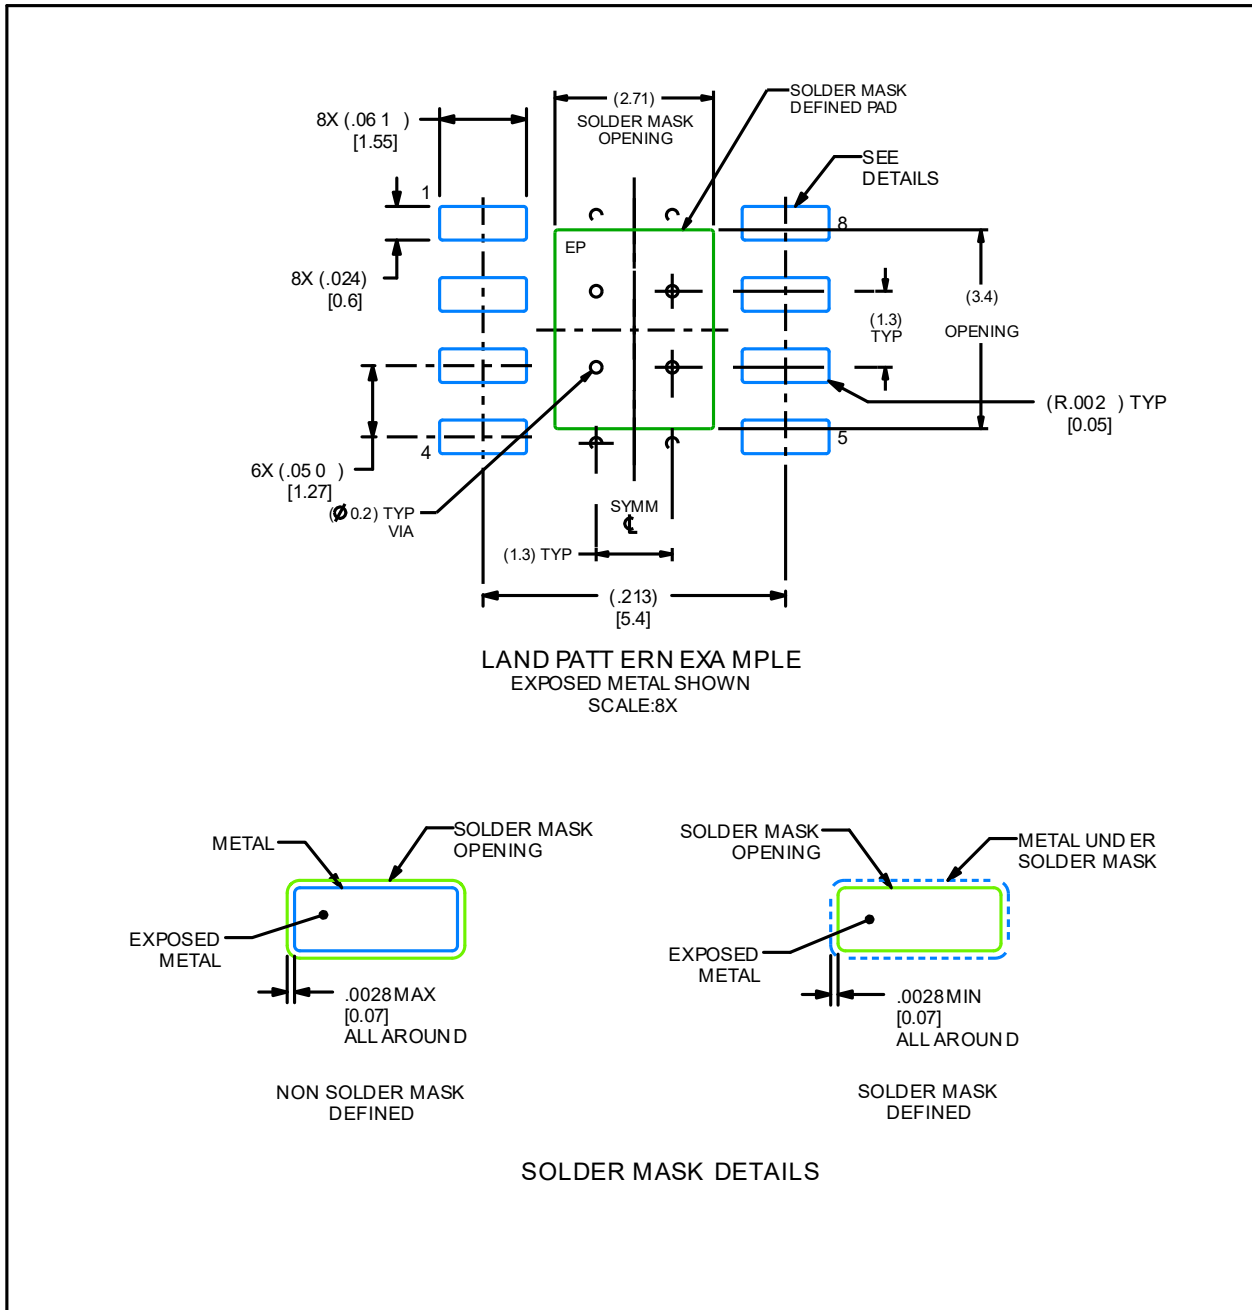 (2.71)
SOLDER MASK
OPENING
SOLDER MASK
DEFINED PAD
8X (.061)
[1.55]
SEE
DETAILS
1
8
EP
8X (.024)
[0.6]
(3.4)
OPENING
(1.3)
TYP
(R.002) TYP
[0.05]
4
5
6X (.050)
[1.27]
(Ø0.2) TYP
VIA
SYMM
℄
(1.3) TYP
(.213)
[5.4]
LAND PATTERN EXAMPLE
EXPOSED METAL SHOWN
SCALE:8X
METAL
SOLDER MASK
OPENING
EXPOSED
METAL
.0028 MAX
[0.07]
ALL AROUND
NON SOLDER MASK
DEFINED
SOLDER MASK
OPENING
METAL UNDER
SOLDER MASK
EXPOSED
METAL
.0028 MIN
[0.07]
ALL AROUND
SOLDER MASK
DEFINED
SOLDER MASK DETAILS